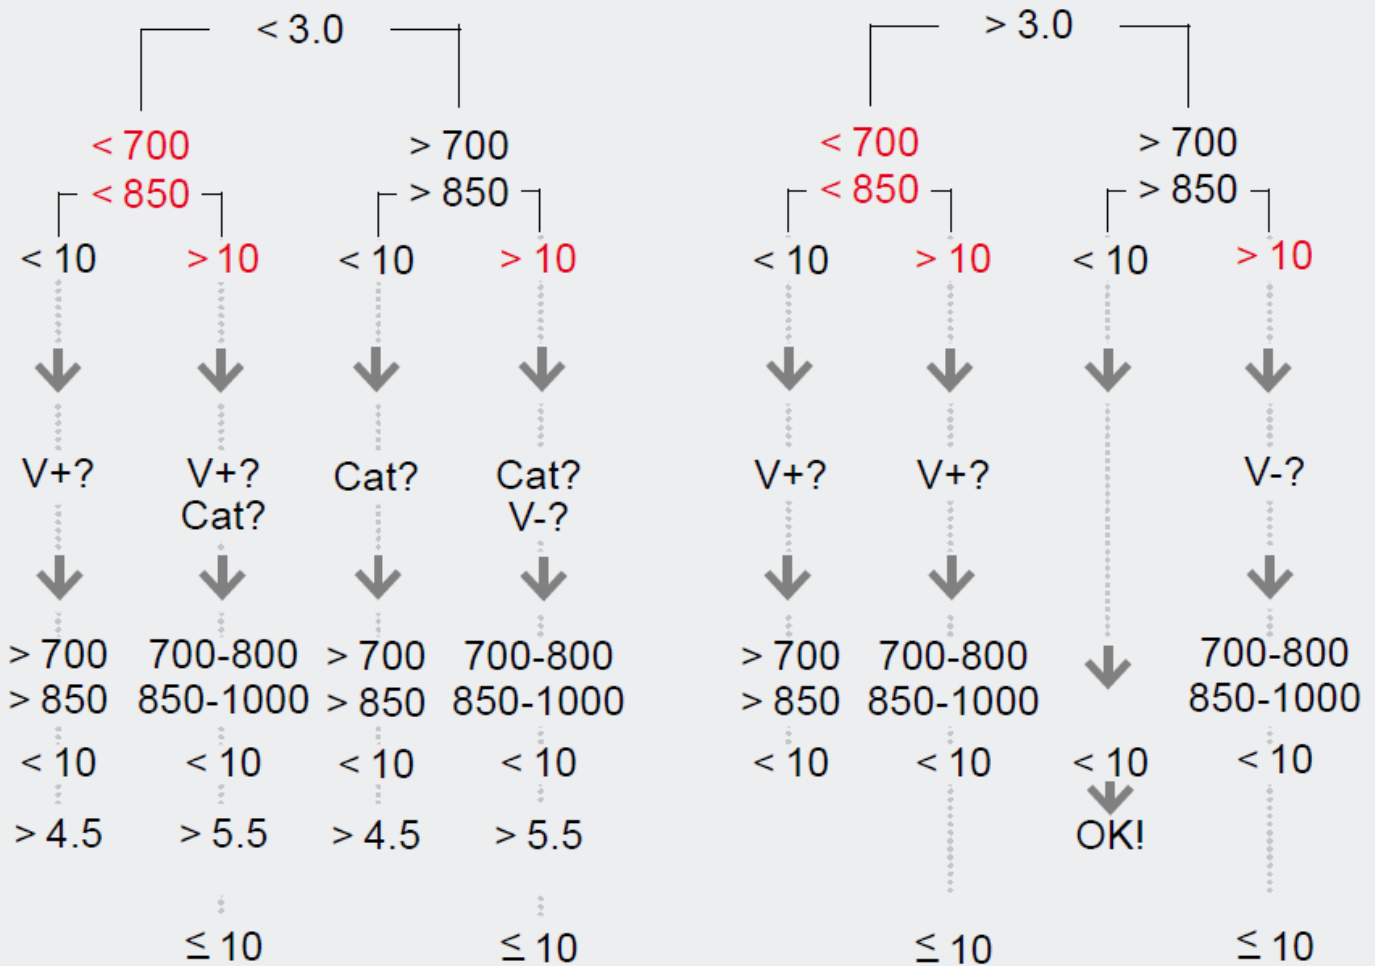 < 3.0 > 3.0
< 700 > 700 < 700 > 700
< 850 > 850 < 850 > 850
< 10 > 10 < 10 > 10 < 10 > 10 < 10 > 10
V+? V+? Cat? Cat? V+? V+? V-?
Cat? V-?
> 700 700-800 > 700 700-800 > 700 700-800 700-800
> 850 850-1000 > 850 850-1000 > 850 850-1000 850-1000
< 10 < 10 < 10 < 10 < 10 < 10 < 10 < 10
> 4.5 > 5.5 > 4.5 > 5.5 OK!
≤ 10 ≤ 10 ≤ 10 ≤ 10